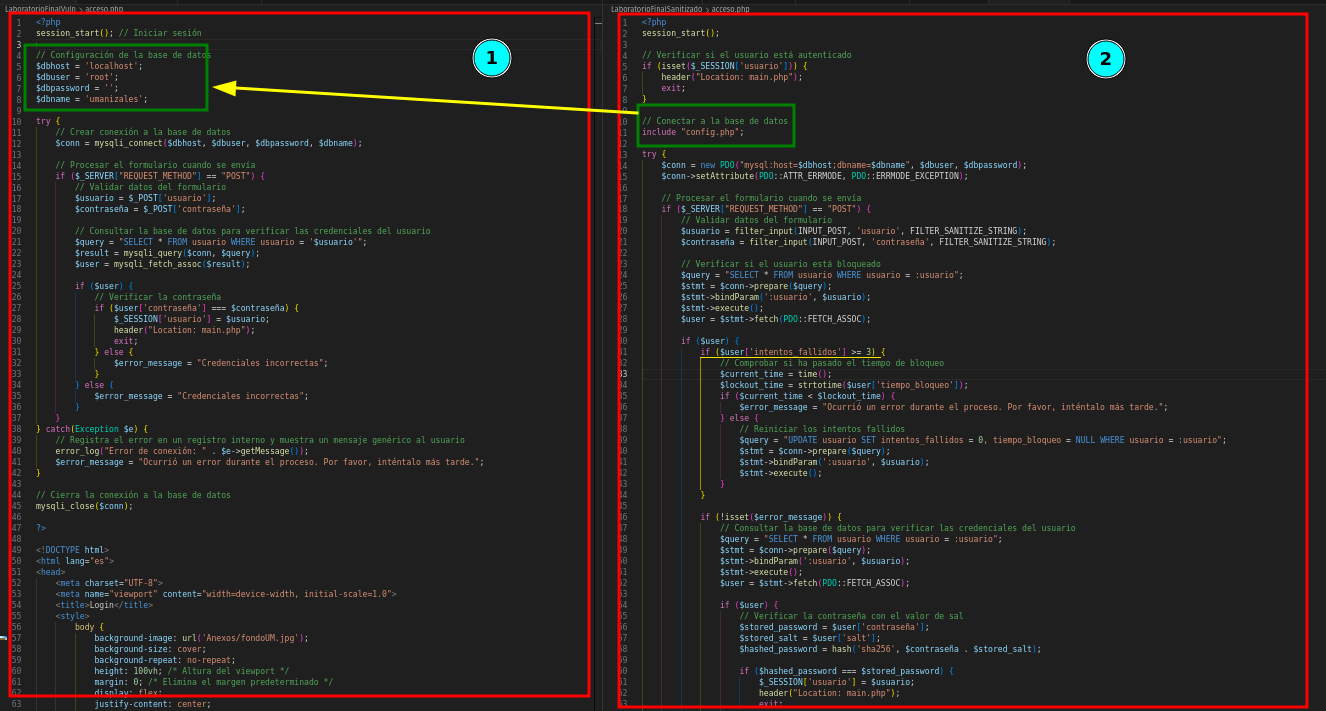 LaboratorioFinalVuln > acceso.php
1 <?php
2 session_start(); // Iniciar sesión
3
4 // Configuración de la base de datos
5 $dbhost = 'localhost';
6 $dbuser = 'root';
7 $dbpassword = '';
8 $dbname = 'umanizales';
9
10 try {
11 // Crear conexión a la base de datos
12 $conn = mysqli_connect($dbhost, $dbuser, $dbpassword, $dbname);
13
14 // Procesar el formulario cuando se envía
15 if ($_SERVER["REQUEST_METHOD"] == "POST") {
16 // Validar datos del formulario
17 $usuario = $_POST['usuario'];
18 $contraseña = $_POST['contraseña'];
19
20 // Consultar la base de datos para verificar las credenciales del usuario
21 $query = "SELECT * FROM usuario WHERE usuario = '$usuario'";
22 $result = mysqli_query($conn, $query);
23 $user = mysqli_fetch_assoc($result);
24
25 if ($user) {
26 // Verificar la contraseña
27 if ($user['contraseña'] === $contraseña) {
28 $_SESSION['usuario'] = $usuario;
29 header("Location: main.php");
30 exit;
31 } else {
32 $error_message = "Credenciales incorrectas";
33 }
34 } else {
35 $error_message = "Credenciales incorrectas";
36 }
37 }
38 } catch(Exception $e) {
39 // Registra el error en un registro interno y muestra un mensaje genérico al usuario
40 error_log("Error de conexión: " . $e->getMessage());
41 $error_message = "Ocurrió un error durante el proceso. Por favor, inténtalo más tarde.";
42 }
43
44 // Cierra la conexión a la base de datos
45 mysqli_close($conn);
46
47 ?>
48
49 <!DOCTYPE html>
50 <html lang="es">
51 <head>
52 <meta charset="UTF-8">
53 <meta name="viewport" content="width=device-width, initial-scale=1.0">
54 <title>Login</title>
55 <style>
56 body {
57 background-image: url('Anexos/fondoUM.jpg');
58 background-size: cover;
59 background-repeat: no-repeat;
60 height: 100vh; /* Altura del viewport */
61 margin: 0; /* Elimina el margen predeterminado */
62 display: flex;
63 justify-content: center;
1
LaboratorioFinalSanitizado > acceso.php
1 <?php
2 session_start();
3
4 // Verificar si el usuario está autenticado
5 if (isset($_SESSION['usuario'])) {
6 header("Location: main.php");
7 exit;
8 }
9
10 // Conectar a la base de datos
11 include "config.php";
12
13 try {
14 $conn = new PDO("mysql:host=$dbhost;dbname=$dbname", $dbuser, $dbpassword);
15 $conn->setAttribute(PDO::ATTR_ERRMODE, PDO::ERRMODE_EXCEPTION);
16
17 // Procesar el formulario cuando se envía
18 if ($_SERVER["REQUEST_METHOD"] == "POST") {
19 // Validar datos del formulario
20 $usuario = filter_input(INPUT_POST, 'usuario', FILTER_SANITIZE_STRING);
21 $contraseña = filter_input(INPUT_POST, 'contraseña', FILTER_SANITIZE_STRING);
22
23 // Verificar si el usuario está bloqueado
24 $query = "SELECT * FROM usuario WHERE usuario = :usuario";
25 $stmt = $conn->prepare($query);
26 $stmt->bindParam(':usuario', $usuario);
27 $stmt->execute();
28 $user = $stmt->fetch(PDO::FETCH_ASSOC);
29
30 if ($user) {
31 if ($user['intentos_fallidos'] >= 3) {
32 // Comprobar si ha pasado el tiempo de bloqueo
33 $current_time = time();
34 $lockout_time = strtotime($user['tiempo_bloqueo']);
35 if ($current_time < $lockout_time) {
36 $error_message = "Ocurrió un error durante el proceso. Por favor, inténtalo más tarde.";
37 } else {
38 // Reiniciar los intentos fallidos
39 $query = "UPDATE usuario SET intentos_fallidos = 0, tiempo_bloqueo = NULL WHERE usuario = :usuario";
40 $stmt = $conn->prepare($query);
41 $stmt->bindParam(':usuario', $usuario);
42 $stmt->execute();
43 }
44 }
45
46 if (!isset($error_message)) {
47 // Consultar la base de datos para verificar las credenciales del usuario
48 $query = "SELECT * FROM usuario WHERE usuario = :usuario";
49 $stmt = $conn->prepare($query);
50 $stmt->bindParam(':usuario', $usuario);
51 $stmt->execute();
52 $user = $stmt->fetch(PDO::FETCH_ASSOC);
53
54 if ($user) {
55 // Verificar la contraseña con el valor de sal
56 $stored_password = $user['contraseña'];
57 $stored_salt = $user['salt'];
58 $hashed_password = hash('sha256', $contraseña . $stored_salt);
59
60 if ($hashed_password === $stored_password) {
61 $_SESSION['usuario'] = $usuario;
62 header("Location: main.php");
63 exit;
2